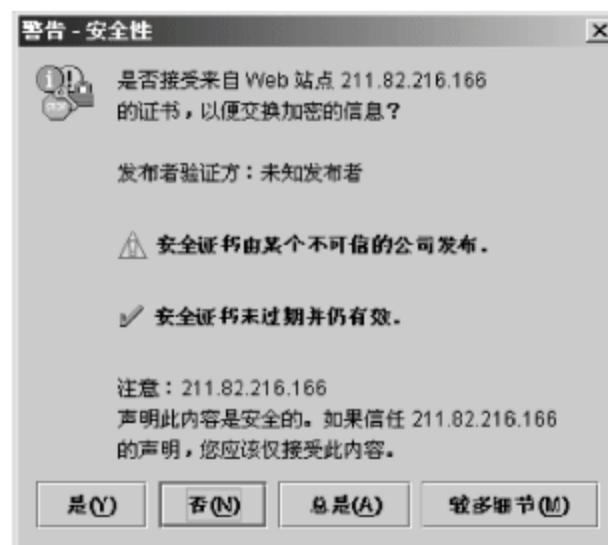 警告 - 安全性
是否接受来自 Web 站点 211.82.216.166
的证书，以便交换加密的信息？
发布者验证方：未知发布者
安全证书由某个不可信的公司发布．
安全证书未过期并仍有效．
注意：211.82.216.166
声明此内容是安全的。如果信任 211.82.216.166
的声明，您应该仅接受此内容。
是(Y) 否(N) 总是(A) 较多细节(M)